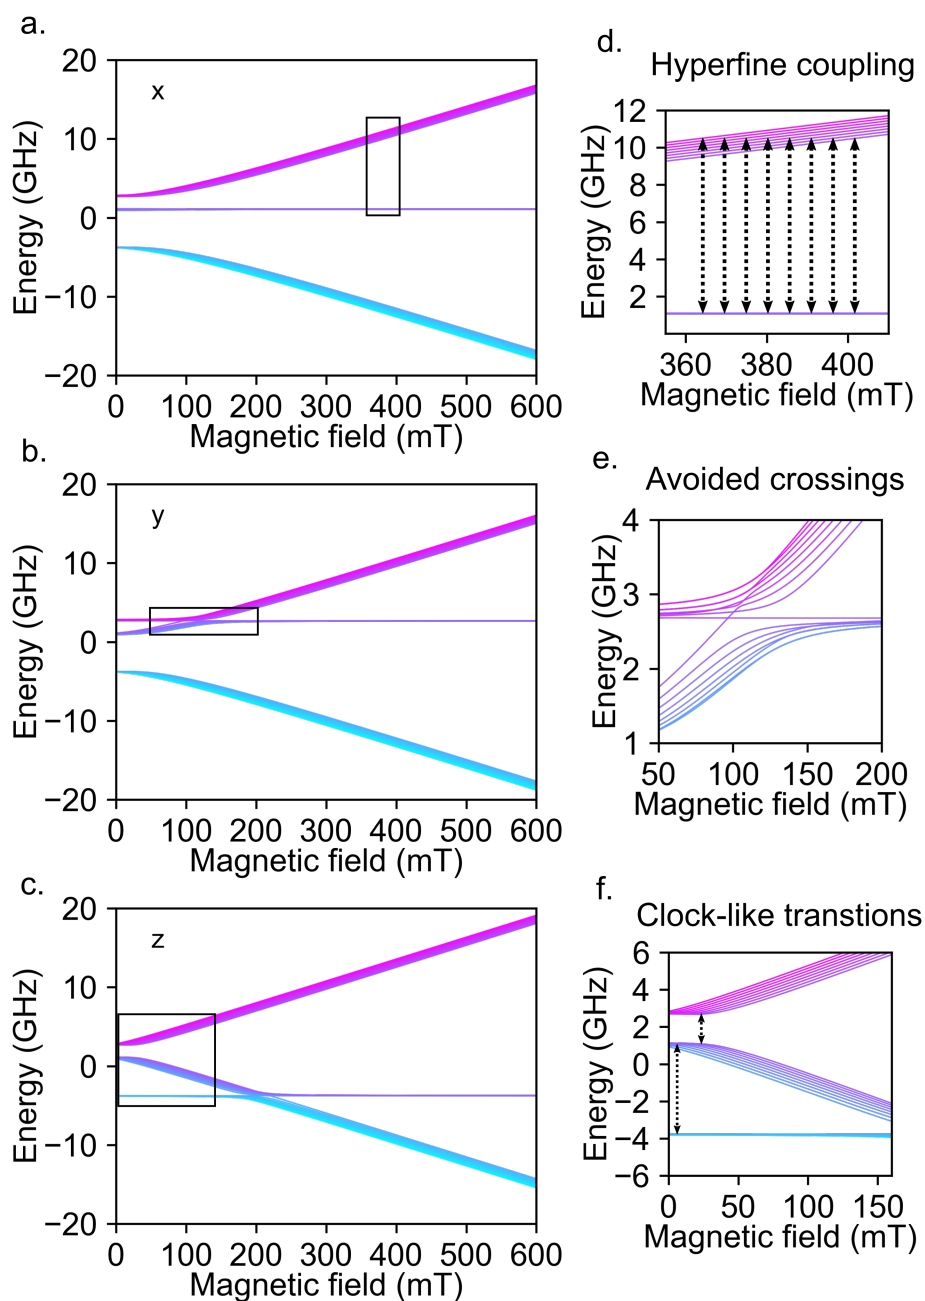 a.
x
20
10
0
−10
−20
Energy (GHz)
0 100 200 300 400 500 600
Magnetic field (mT)
b.
y
20
10
0
−10
−20
Energy (GHz)
0 100 200 300 400 500 600
Magnetic field (mT)
c.
z
20
10
0
−10
−20
Energy (GHz)
0 100 200 300 400 500 600
Magnetic field (mT)
d.
Hyperfine coupling
12
10
8
6
4
2
Energy (GHz)
360 380 400
Magnetic field (mT)
e.
Avoided crossings
4
3
2
1
Energy (GHz)
50 100 150 200
Magnetic field (mT)
f.
Clock-like transtions
6
4
2
0
−2
−4
−6
Energy (GHz)
0 50 100 150
Magnetic field (mT)